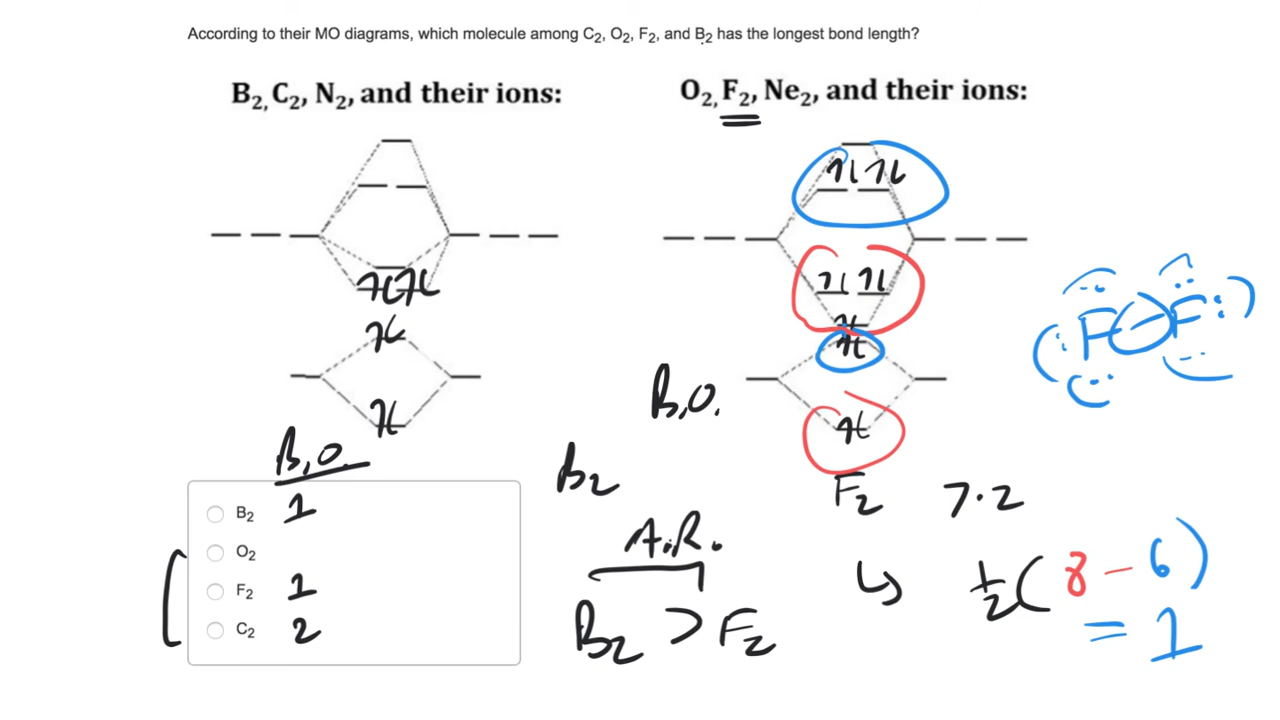 According to their MO diagrams, which molecule among C₂, O₂, F₂, and B₂ has the longest bond length?
B₂, C₂, N₂, and their ions:
O₂, F₂, Ne₂, and their ions:
F-F
B.O.
B.O.
B₂ 1
O₂
F₂ 1
C₂ 2
B₂
A.R.
B₂ > F₂
F₂ 7·2
↳ 1/2(8-6)
= 1